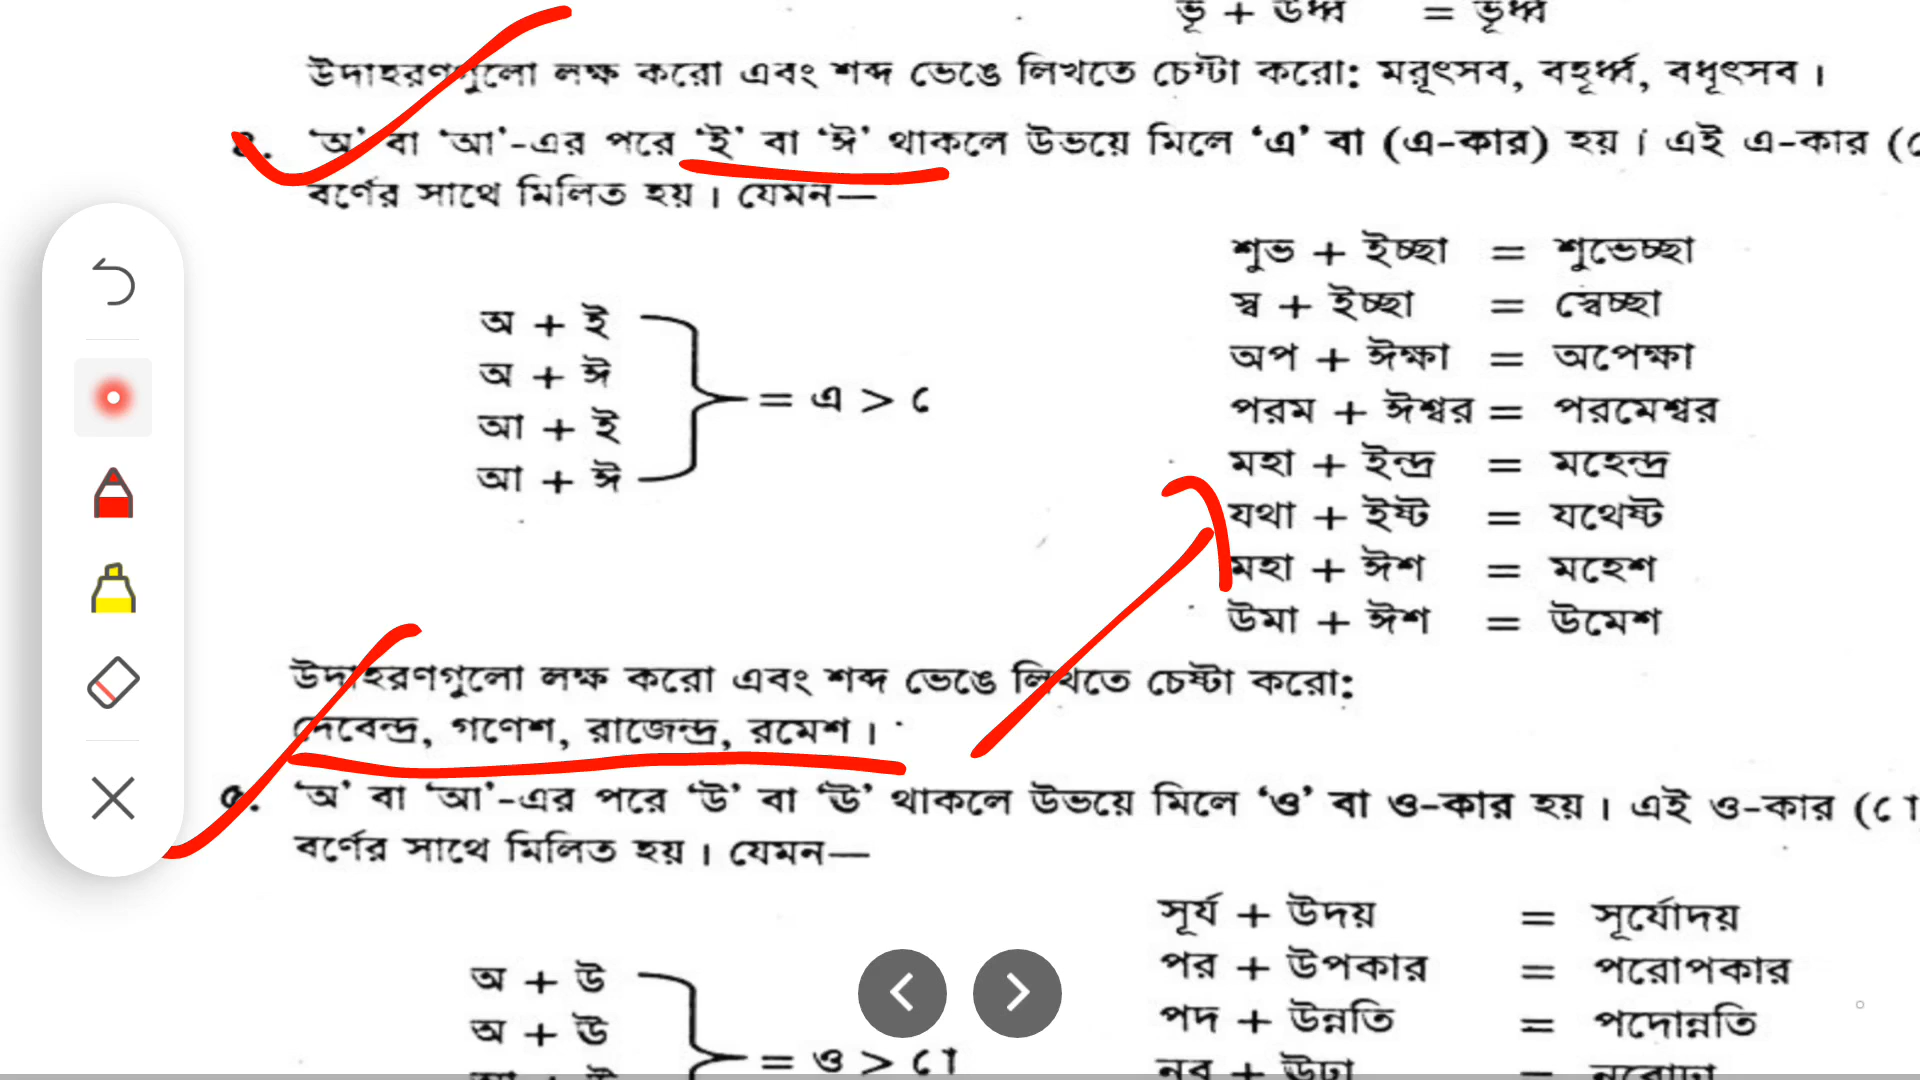 ভূ + ঊর্ধ্ব = ভূর্ধ্ব
উদাহরণগুলো লক্ষ করো এবং শব্দ ভেঙে লিখতে চেষ্টা করো: মরূৎসব, বহূর্ধ্ব, বধূৎসব।
৪. ‘অ’ বা ‘আ’-এর পরে ‘ই’ বা ‘ঈ’ থাকলে উভয়ে মিলে ‘এ’ বা (এ-কার) হয়। এই এ-কার (ে
বর্ণের সাথে মিলিত হয়। যেমন—
অ + ই
অ + ঈ
আ + ই
আ + ঈ
= এ > ে
শুভ + ইচ্ছা = শুভেচ্ছা
স্ব + ইচ্ছা = স্বেচ্ছা
অপ + ঈক্ষা = অপেক্ষা
পরম + ঈশ্বর = পরমেশ্বর
মহা + ইন্দ্র = মহেন্দ্র
যথা + ইষ্ট = যথেষ্ট
মহা + ঈশ = মহেশ
উমা + ঈশ = উমেশ
উদাহরণগুলো লক্ষ করো এবং শব্দ ভেঙে লিখতে চেষ্টা করো:
দেবেন্দ্র, গণেশ, রাজেন্দ্র, রমেশ।
৫. ‘অ’ বা ‘আ’-এর পরে ‘উ’ বা ‘ঊ’ থাকলে উভয়ে মিলে ‘ও’ বা ও-কার হয়। এই ও-কার (ো
বর্ণের সাথে মিলিত হয়। যেমন—
অ + উ
অ + ঊ
= ও > ো
সূর্য + উদয় = সূর্যোদয়
পর + উপকার = পরোপকার
পদ + উন্নতি = পদোন্নতি